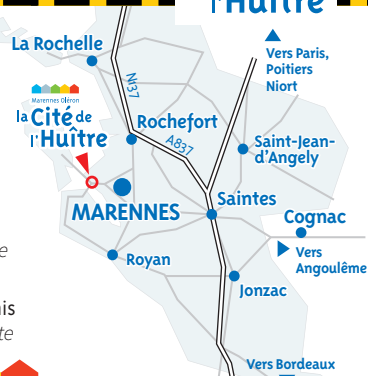 l'Huître
La Rochelle
Vers Paris,
Poitiers
Niort
N137
Marennes Oléron
la Cité de
l'Huître
Rochefort
A837
Saint-Jean-
d'Angely
MARENNES
Saintes
Cognac
Vers
Angoulême
Royan
Jonzac
Vers Bordeaux